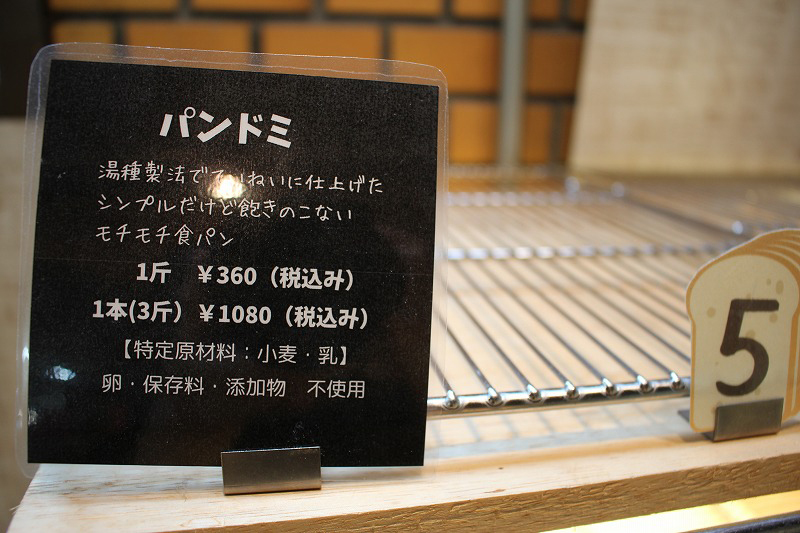 パンドミ
湯種製法でていねいに仕上げた
シンプルだけど飽きのこない
モチモチ食パン
1斤　￥360（税込み）
1本(3斤）￥1080（税込み）
【特定原材料：小麦・乳】
卵・保存料・添加物　不使用
5